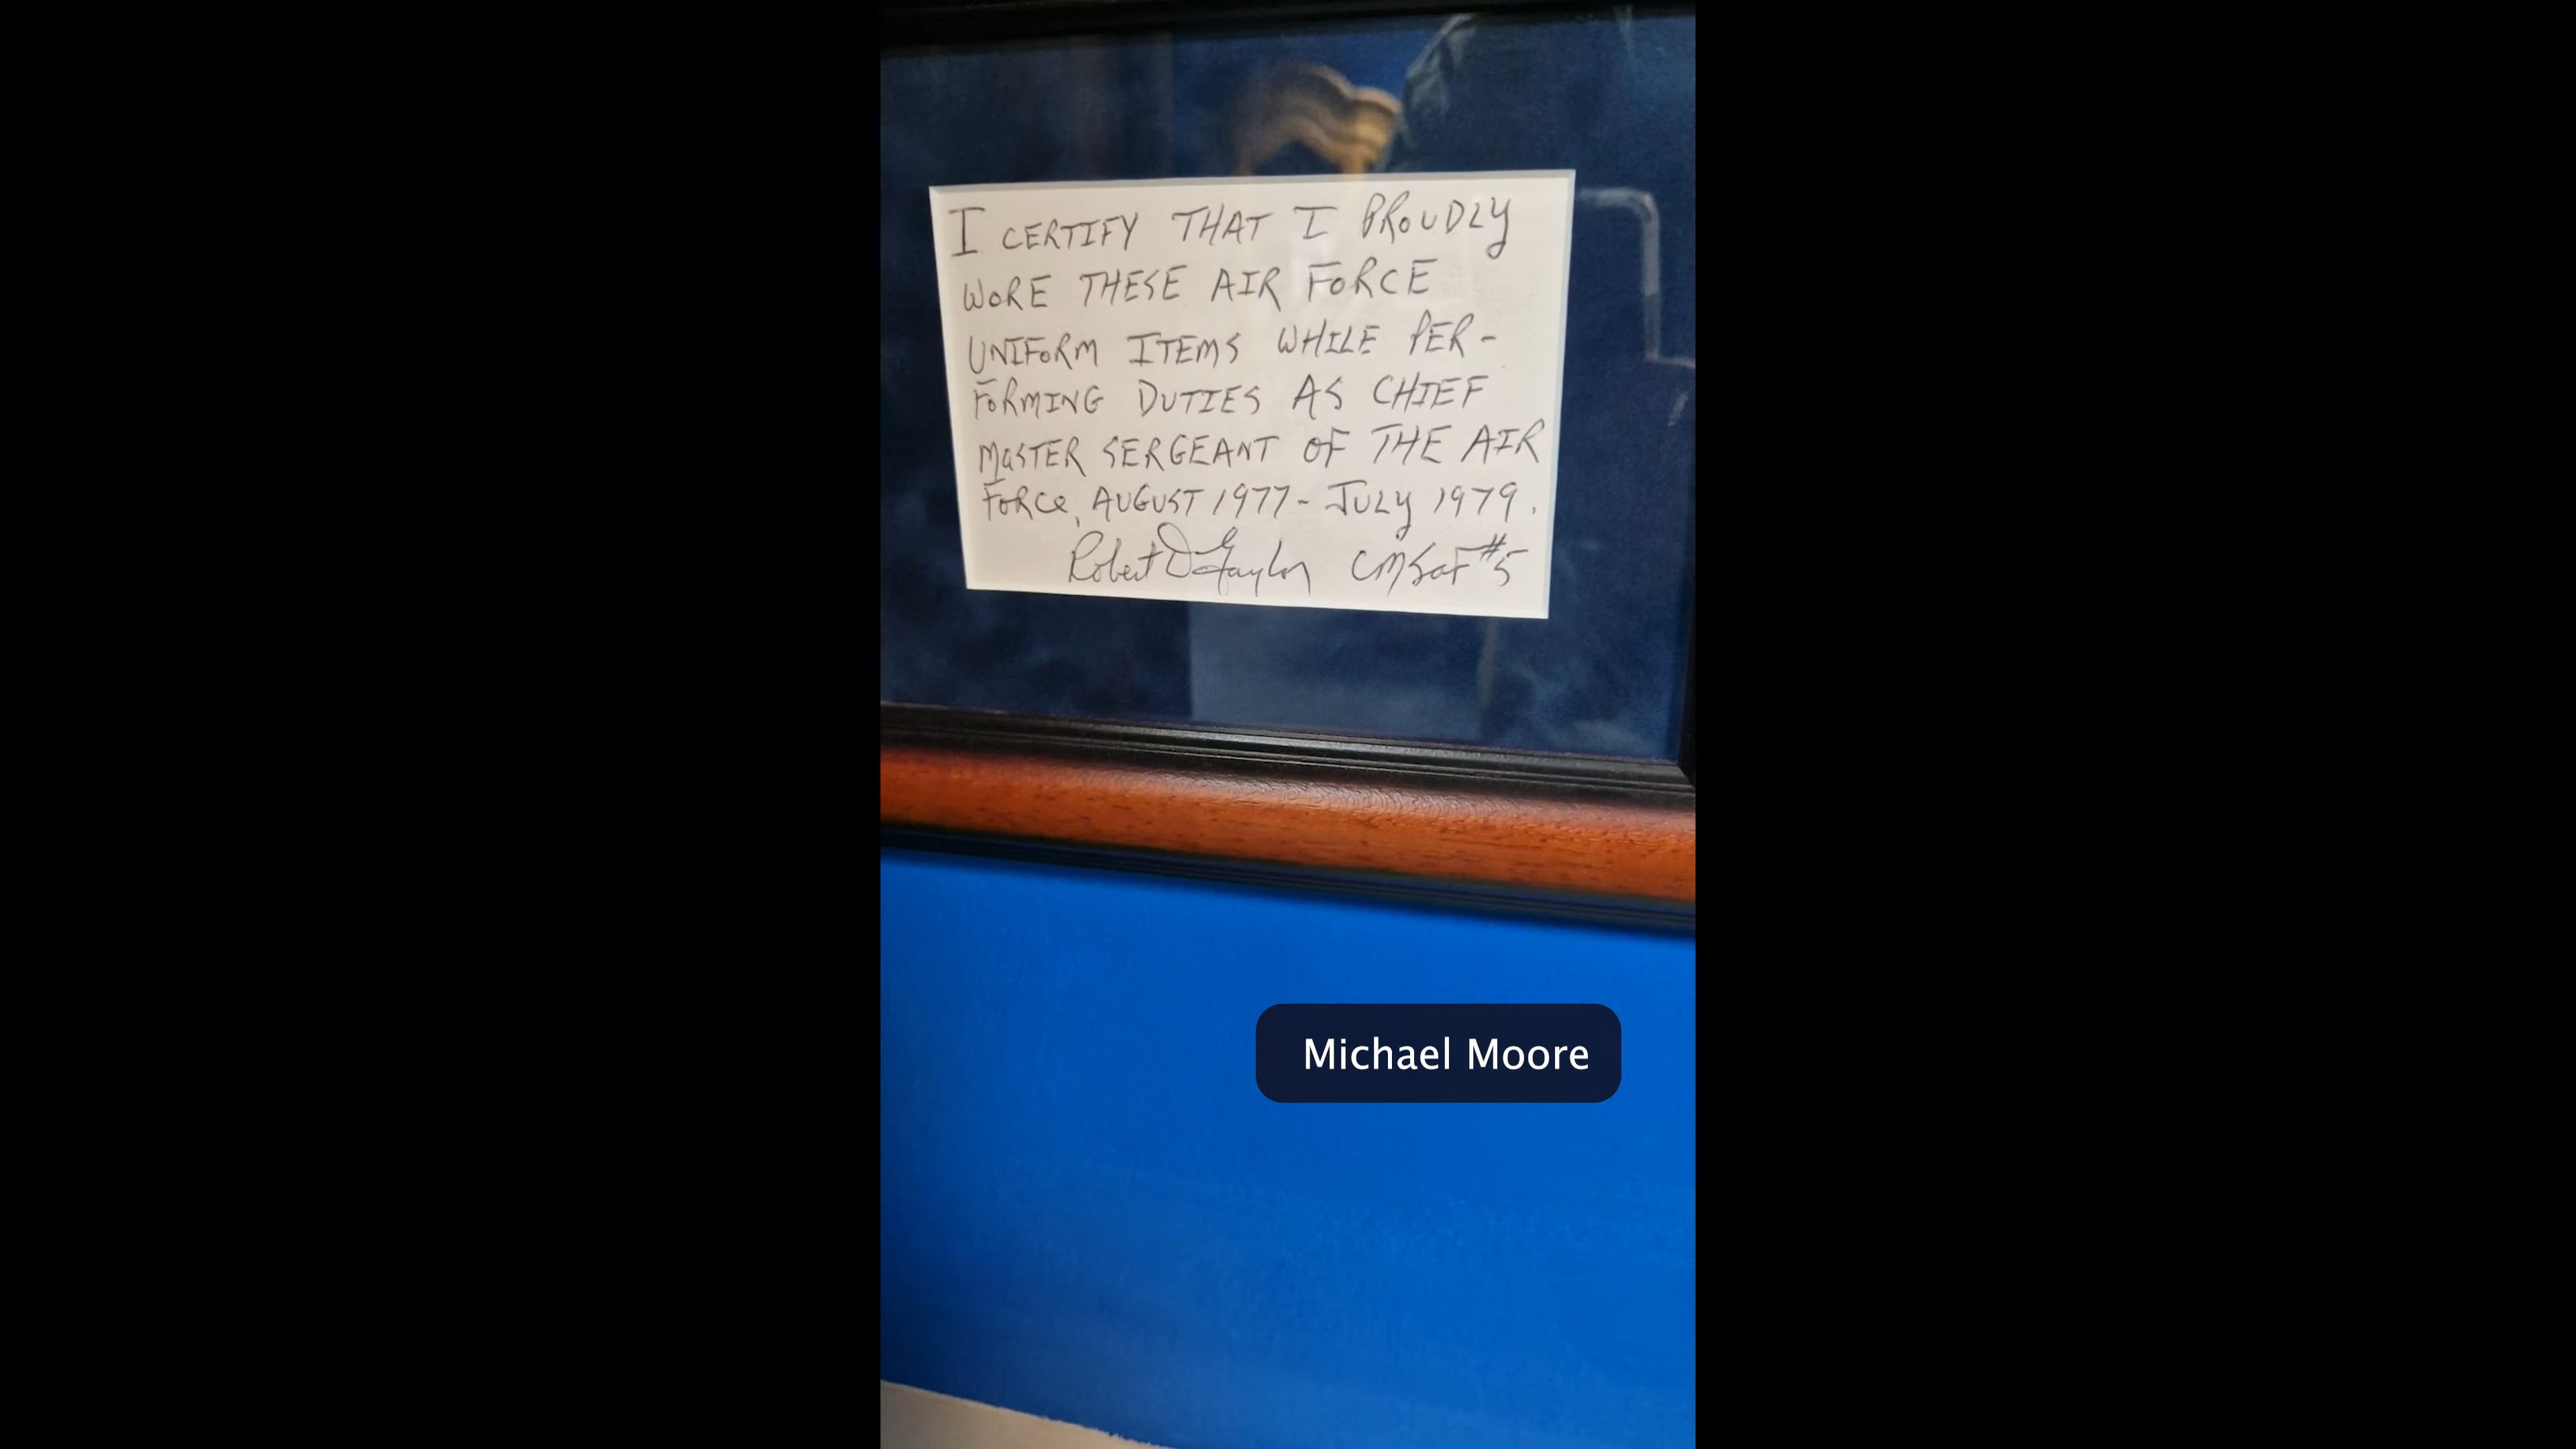 I CERTIFY THAT I PROUDLY
WORE THESE AIR FORCE
UNIFORM ITEMS WHILE PER-
FORMING DUTIES AS CHIEF
MASTER SERGEANT OF THE AIR
FORCE, AUGUST 1977 - JULY 1979.
Robert D Gaylor CMSaF #5
Michael Moore